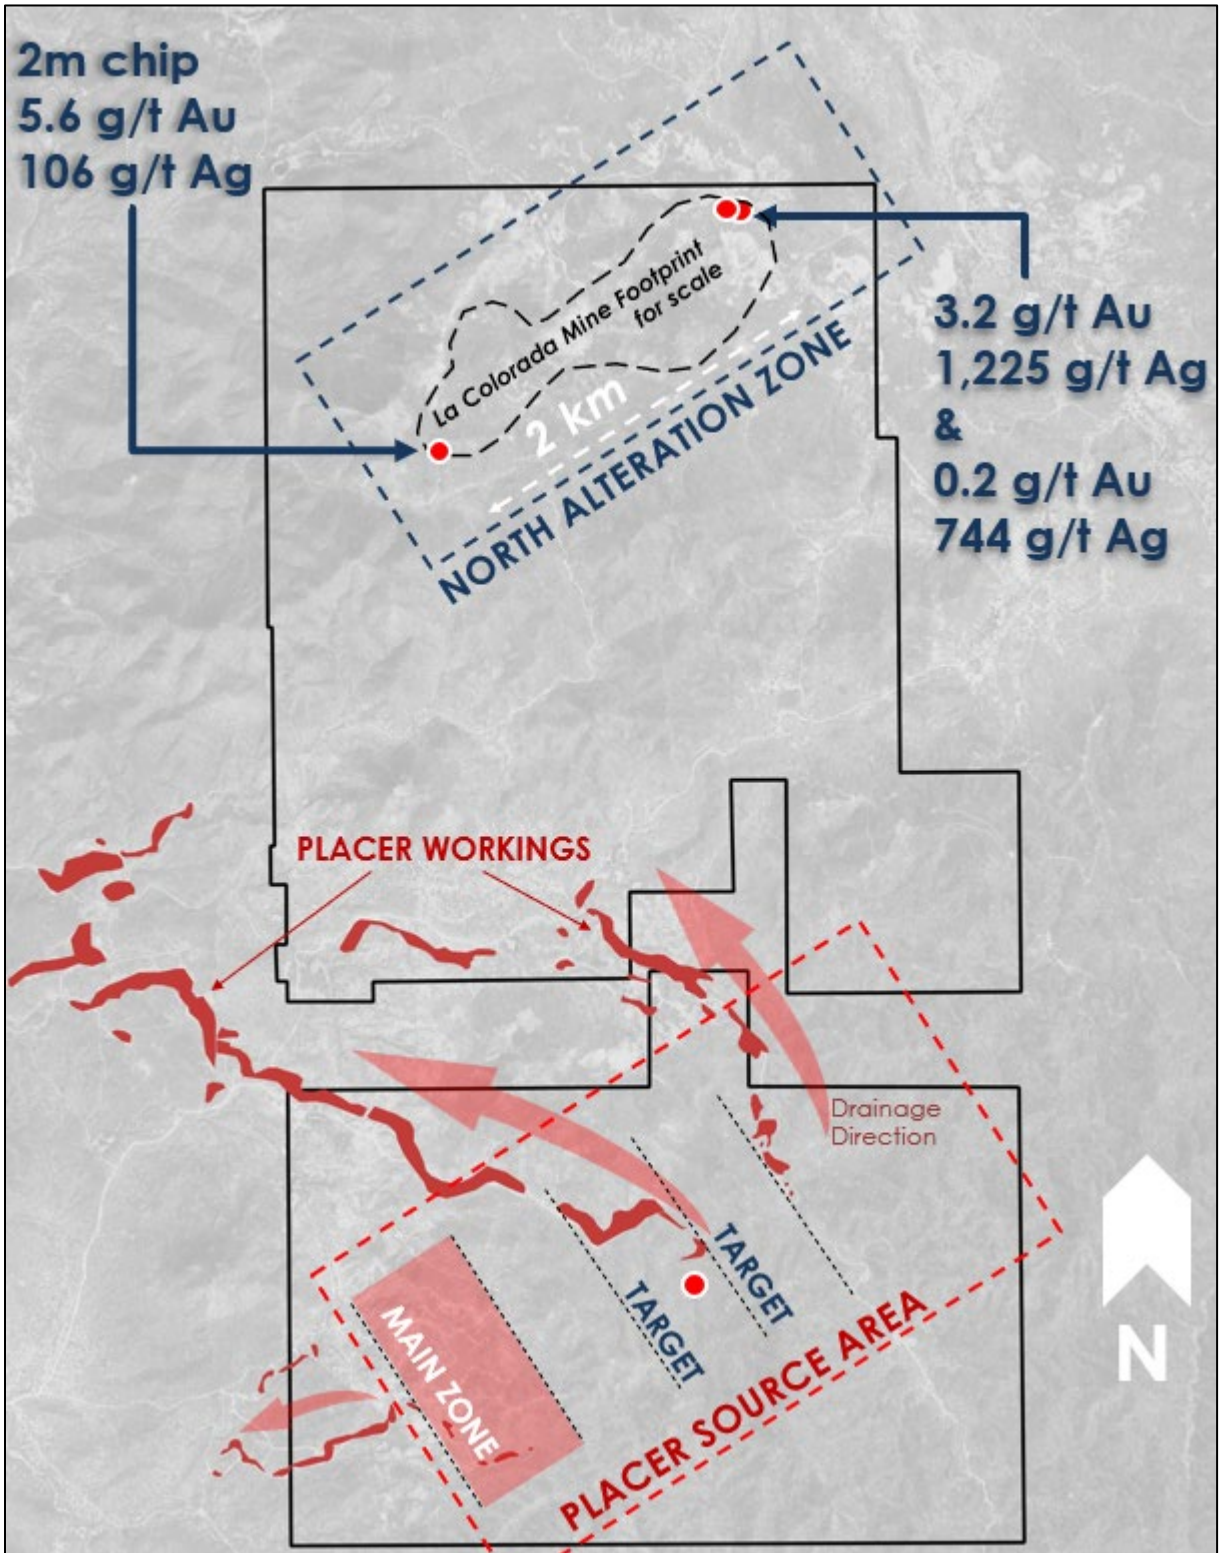 2m chip
5.6 g/t Au
106 g/t Ag
La Colorada Mine Footprint
for scale
2 km
NORTH ALTERATION ZONE
3.2 g/t Au
1,225 g/t Ag
&
0.2 g/t Au
744 g/t Ag
PLACER WORKINGS
Drainage
Direction
TARGET
TARGET
MAIN ZONE
PLACER SOURCE AREA
N